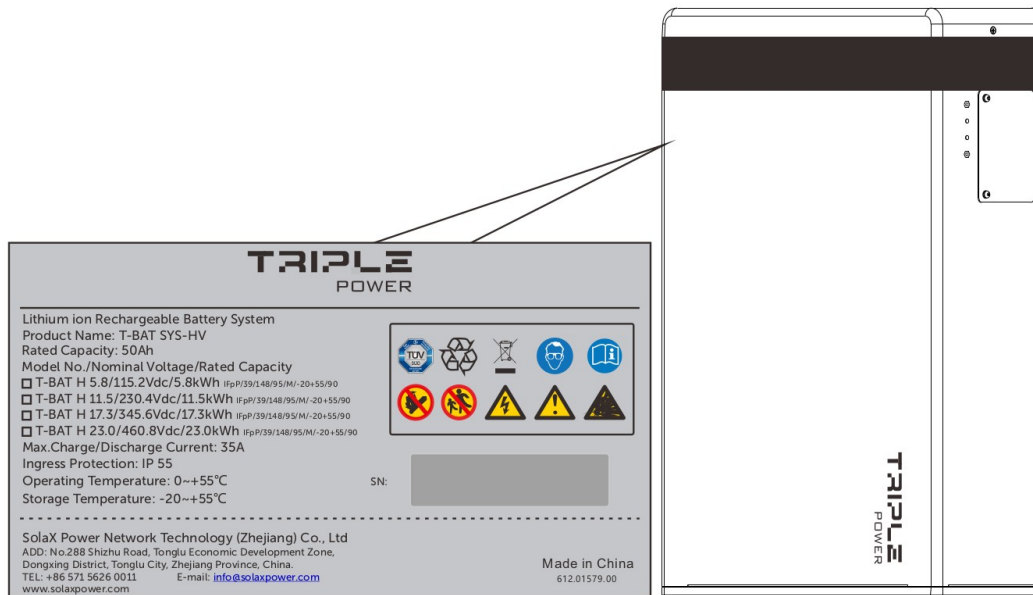 TRIPLE
POWER
Lithium ion Rechargeable Battery System
Product Name: T-BAT SYS-HV
Rated Capacity: 50Ah
Model No./Nominal Voltage/Rated Capacity
T-BAT H 5.8/115.2Vdc/5.8kWh IFpP/39/148/95/M/-20+55/90
T-BAT H 11.5/230.4Vdc/11.5kWh IFpP/39/148/95/M/-20+55/90
T-BAT H 17.3/345.6Vdc/17.3kWh IFpP/39/148/95/M/-20+55/90
T-BAT H 23.0/460.8Vdc/23.0kWh IFpP/39/148/95/M/-20+55/90
Max.Charge/Discharge Current: 35A
Ingress Protection: IP 55
Operating Temperature: 0~+55℃
Storage Temperature: -20~+55℃
TÜV
SÜD
SN:
SolaX Power Network Technology (Zhejiang) Co., Ltd
ADD: No.288 Shizhu Road, Tonglu Economic Development Zone,
Dongxing District, Tonglu City, Zhejiang Province, China.
TEL: +86 571 5626 0011 E-mail: info@solaxpower.com
www.solaxpower.com
Made in China
612.01579.00
TRIPLE
POWER